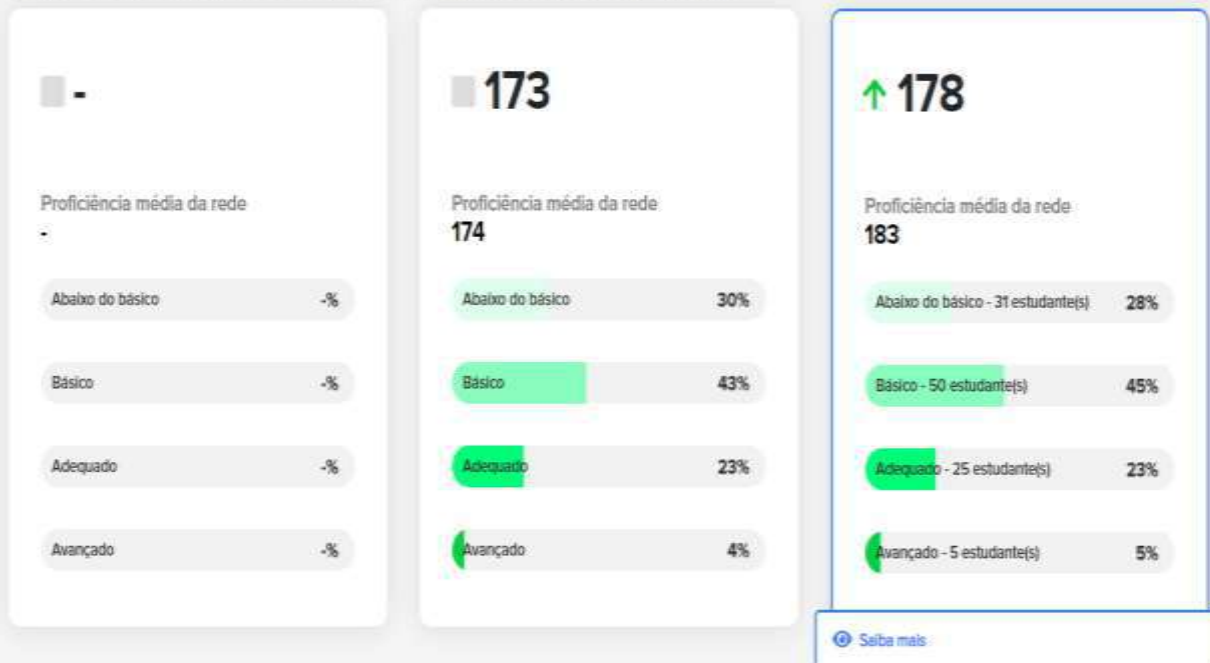 -
Proficiência média da rede
-
Abaixo do básico -%
Básico -%
Adequado -%
Avançado -%
173
Proficiência média da rede
174
Abaixo do básico 30%
Básico 43%
Adequado 23%
Avançado 4%
178
Proficiência média da rede
183
Abaixo do básico - 31 estudante(s) 28%
Básico - 50 estudante(s) 45%
Adequado - 25 estudante(s) 23%
Avançado - 5 estudante(s) 5%
Saiba mais